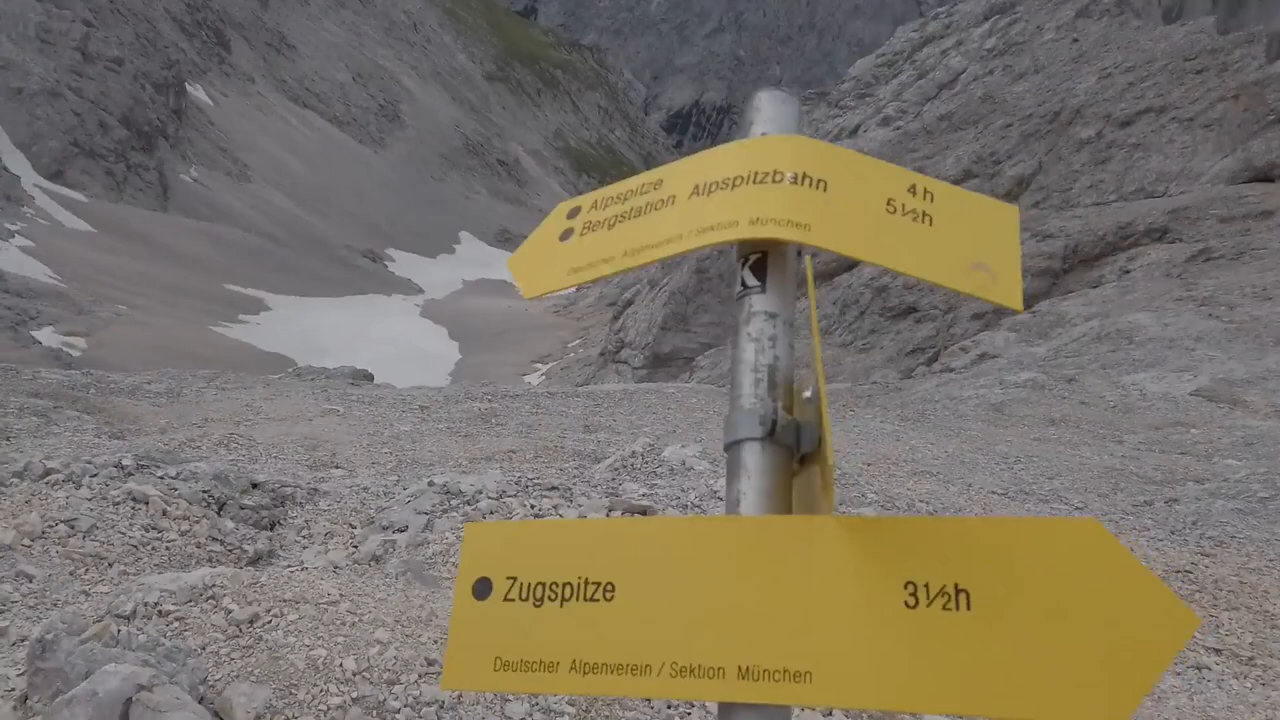 Alpspitze 4 h
Bergstation Alpspitzbahn 5½h
Deutscher Alpenverein / Sektion München
K
Zugspitze 3½h
Deutscher Alpenverein / Sektion München